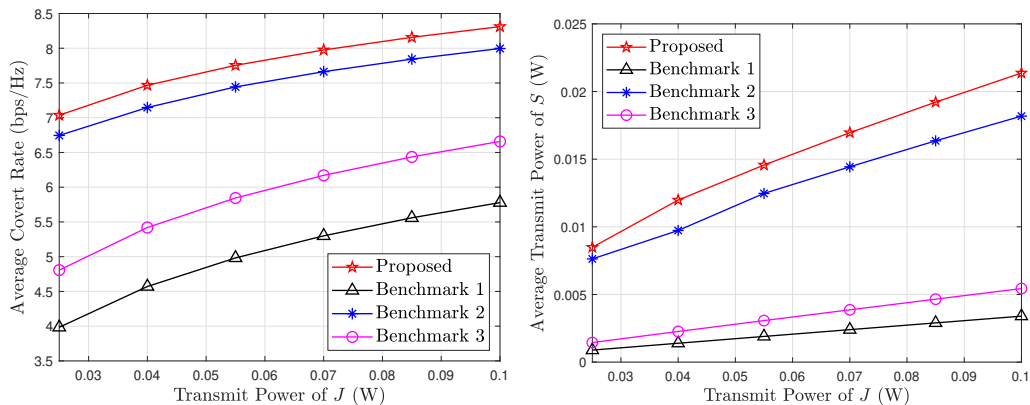 8.5
8
7.5
7
6.5
6
5.5
5
4.5
4
3.5
Average Covert Rate (bps/Hz)
Proposed
Benchmark 1
Benchmark 2
Benchmark 3
0.03 0.04 0.05 0.06 0.07 0.08 0.09 0.1
Transmit Power of J (W)
0.025
0.02
0.015
0.01
0.005
0
Average Transmit Power of S (W)
Proposed
Benchmark 1
Benchmark 2
Benchmark 3
0.03 0.04 0.05 0.06 0.07 0.08 0.09 0.1
Transmit Power of J (W)